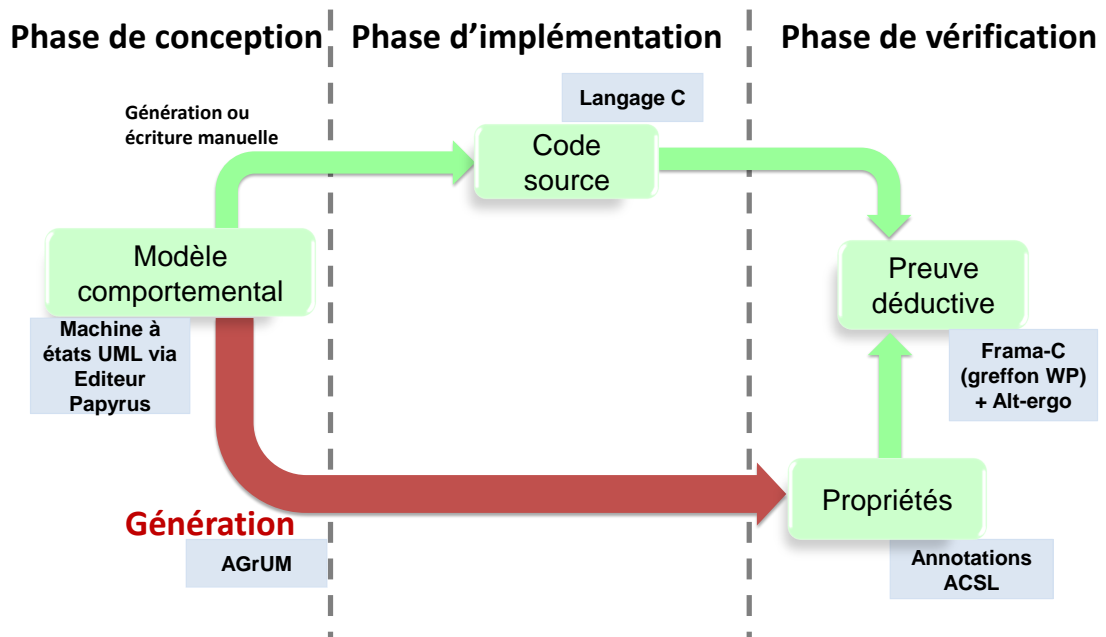 Phase de conception
Phase d’implémentation
Phase de vérification
Langage C
Génération ou
écriture manuelle
Code
source
Modèle
comportemental
Preuve
déductive
Machine à
états UML via
Editeur
Papyrus
Frama-C
(greffon WP)
+ Alt-ergo
Propriétés
Génération
AGrUM
Annotations
ACSL